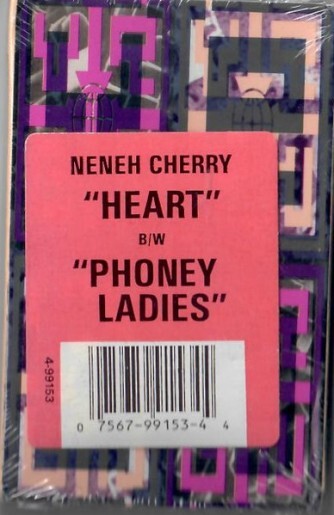 NENEH CHERRY
"HEART"
B/W
"PHONEY
LADIES"
4-99153
0 7567-99153-4 4